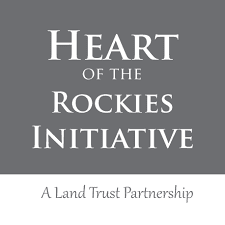 HEART
OF THE
ROCKIES
INITIATIVE
A Land Trust Partnership